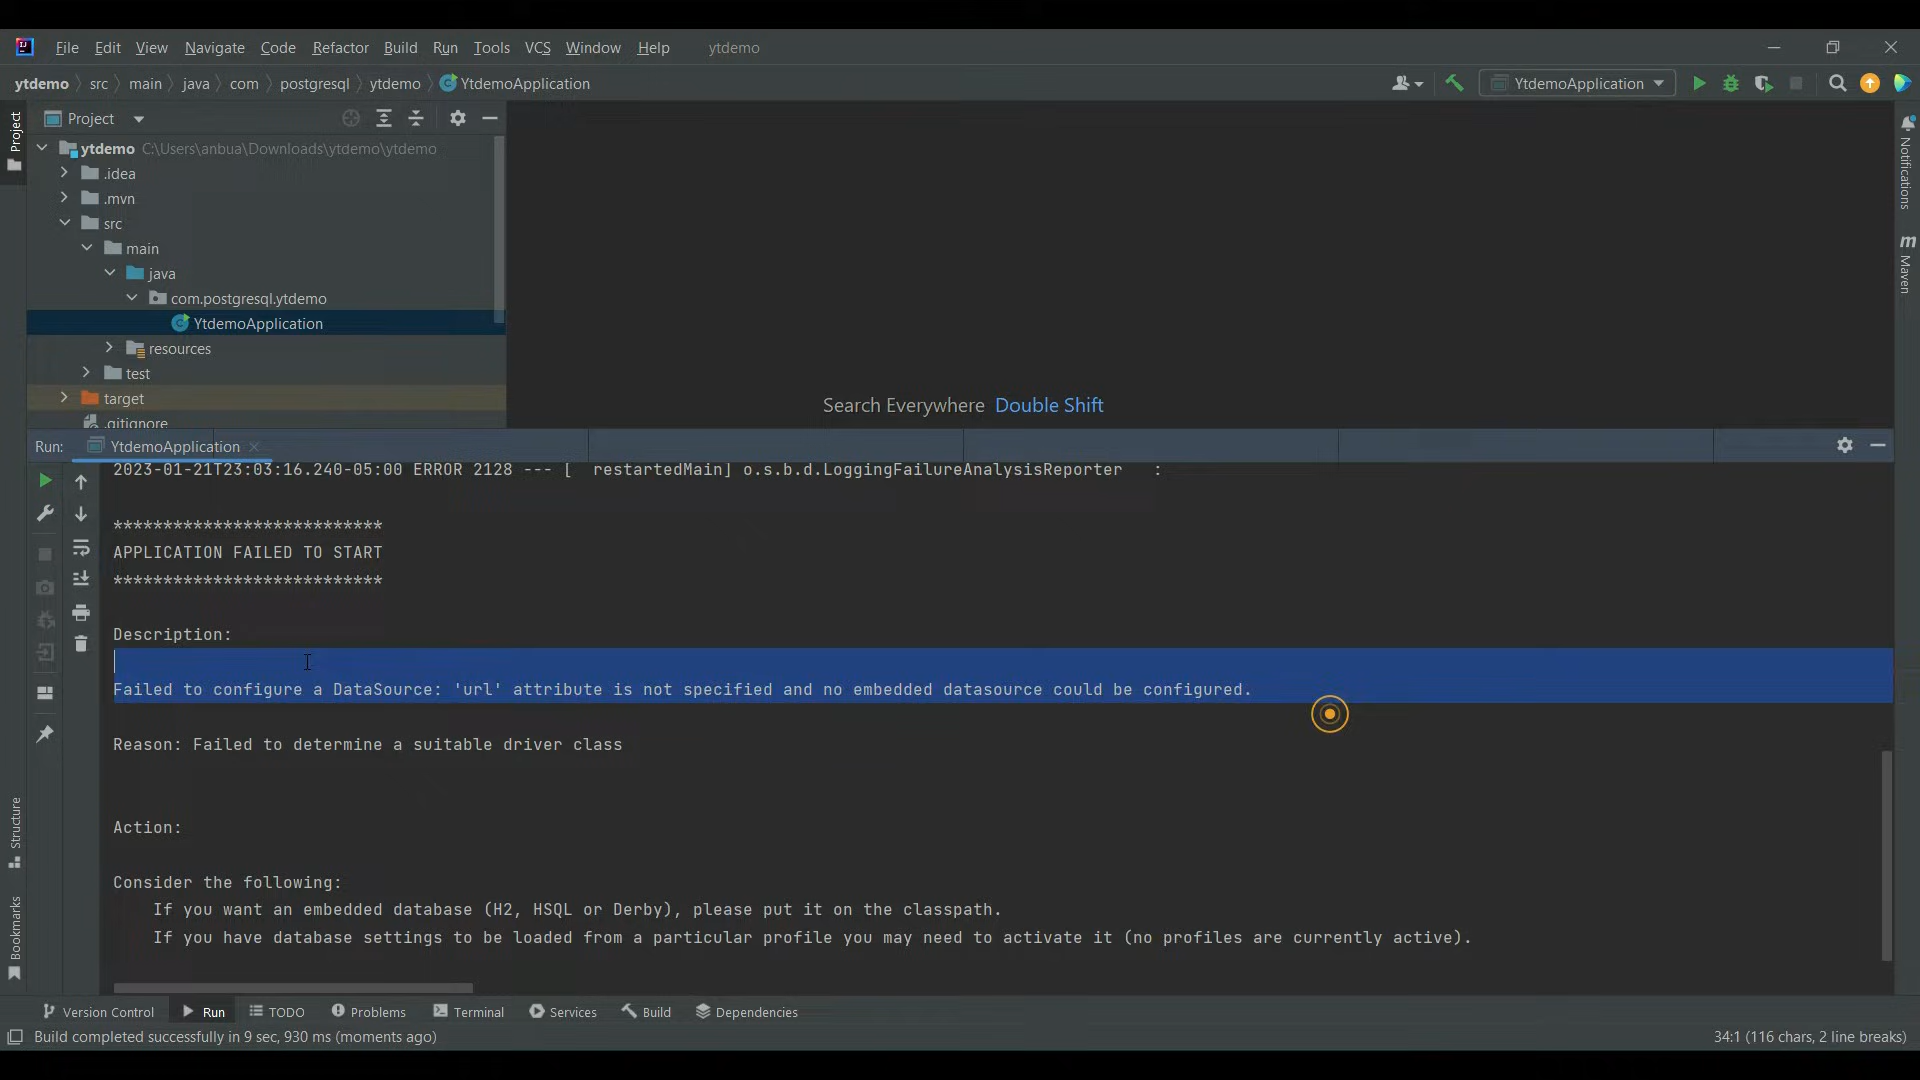 File Edit View Navigate Code Refactor Build Run Tools VCS Window Help ytdemo
ytdemo src main java com postgresql ytdemo YtdemoApplication
YtdemoApplication
Project
ytdemo C:\Users\anbua\Downloads\ytdemo\ytdemo
.idea
.mvn
src
main
java
com.postgresql.ytdemo
YtdemoApplication
resources
test
target
.gitignore
Search Everywhere Double Shift
Project
Notifications
Maven
Run: YtdemoApplication
2023-01-21T23:03:16.240-05:00 ERROR 2128 --- [  restartedMain] o.s.b.d.LoggingFailureAnalysisReporter   :
***************************
APPLICATION FAILED TO START
***************************
Description:
Failed to configure a DataSource: 'url' attribute is not specified and no embedded datasource could be configured.
Reason: Failed to determine a suitable driver class
Action:
Consider the following:
If you want an embedded database (H2, HSQL or Derby), please put it on the classpath.
If you have database settings to be loaded from a particular profile you may need to activate it (no profiles are currently active).
Structure
Bookmarks
Version Control Run TODO Problems Terminal Services Build Dependencies
Build completed successfully in 9 sec, 930 ms (moments ago)
34:1 (116 chars, 2 line breaks)